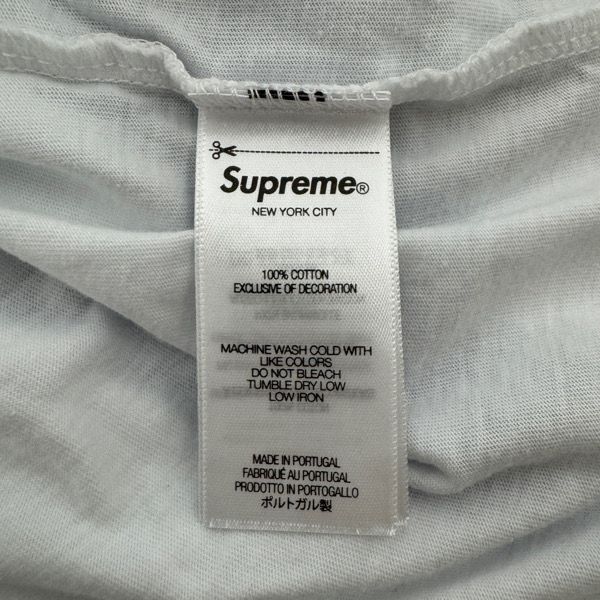 Supreme®
NEW YORK CITY
100% COTTON
EXCLUSIVE OF DECORATION
MACHINE WASH COLD WITH
LIKE COLORS
DO NOT BLEACH
TUMBLE DRY LOW
LOW IRON
MADE IN PORTUGAL
FABRIQUÉ AU PORTUGAL
PRODOTTO IN PORTOGALLO
ポルトガル製